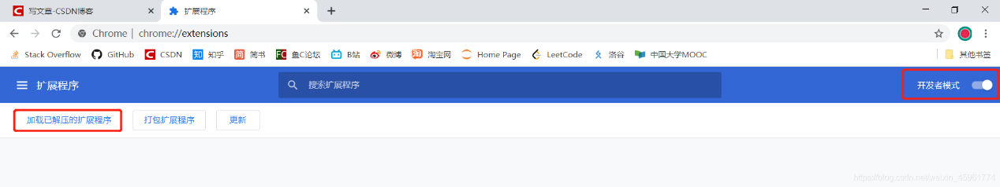 写文章-CSDN博客
扩展程序
Chrome | chrome://extensions
Stack Overflow GitHub CSDN 知乎 简书 鱼C论坛 B站 微博 淘宝网 Home Page LeetCode 洛谷 中国大学MOOC 其他书签
扩展程序 搜索扩展程序 开发者模式
加载已解压的扩展程序 打包扩展程序 更新
https://blog.csdn.net/weixin_45961774